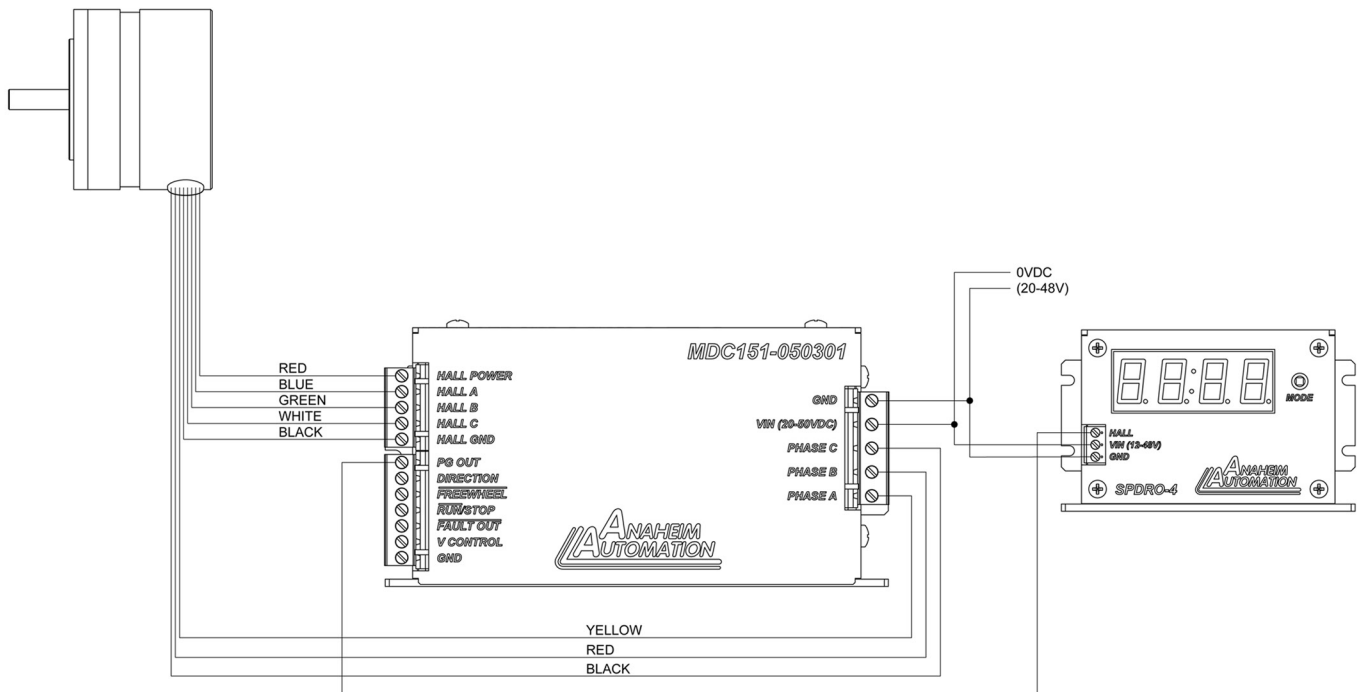 0VDC
(20-48V)
MDC151-050301
RED
BLUE
GREEN
WHITE
BLACK
HALL POWER
HALL A
HALL B
HALL C
HALL GND
PG OUT
DIRECTION
FREEWHEEL
RUN/STOP
FAULT OUT
V CONTROL
GND
GND
VIN (20-50VDC)
PHASE C
PHASE B
PHASE A
ANAHEIM
AUTOMATION
MODE
HALL
VIN (12-48V)
GND
SPDRO-4
ANAHEIM
AUTOMATION
YELLOW
RED
BLACK